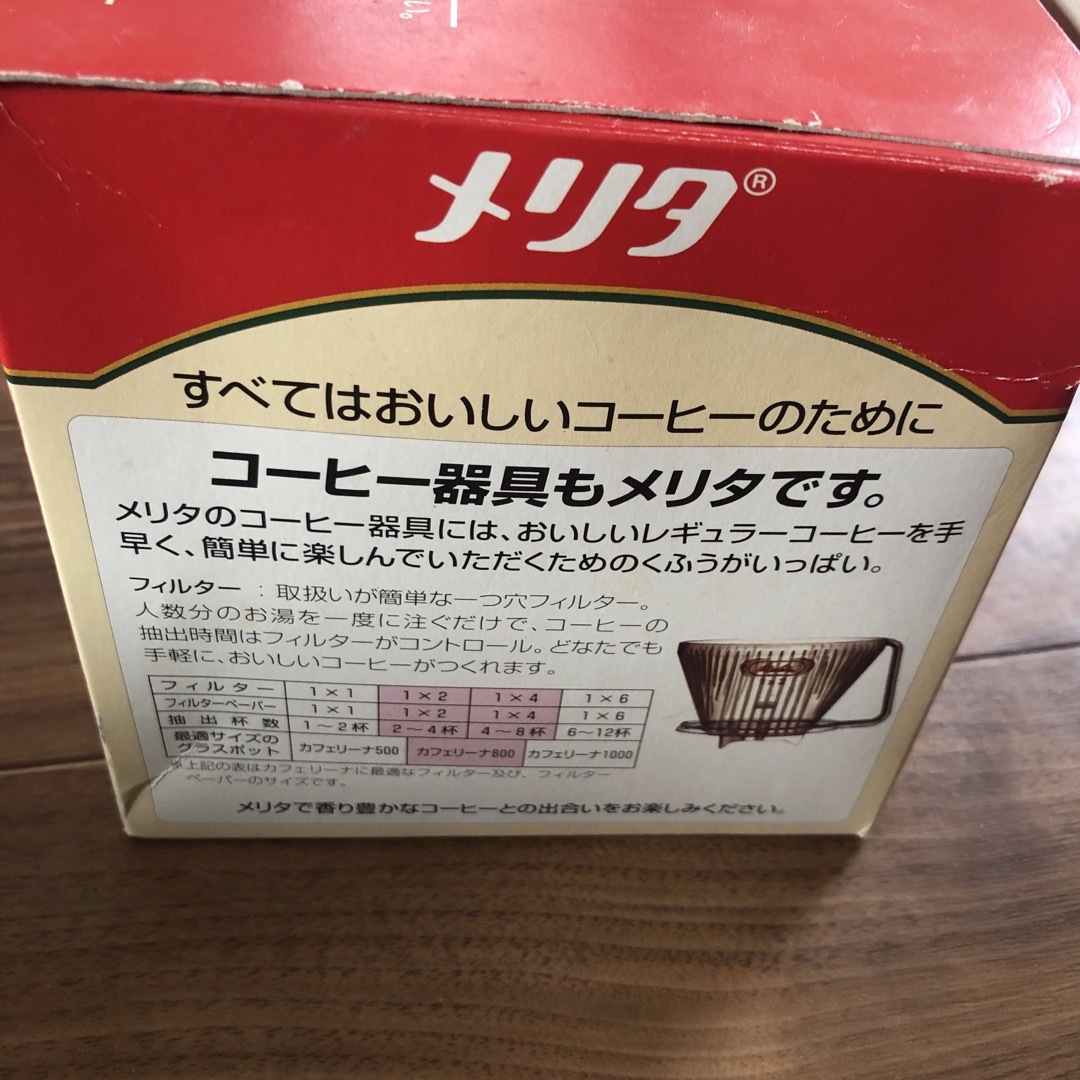 い。
メリタ®
すべてはおいしいコーヒーのために
コーヒー器具もメリタです。
メリタのコーヒー器具には、おいしいレギュラーコーヒーを手
早く、簡単に楽しんでいただくためのくふうがいっぱい。
フィルター : 取扱いが簡単な一つ穴フィルター。
人数分のお湯を一度に注ぐだけで、コーヒーの
抽出時間はフィルターがコントロール。どなたでも
手軽に、おいしいコーヒーがつくれます。
フィルター 1×1 1×2 1×4 1×6
フィルターペーパー 1×1 1×2 1×4 1×6
抽出杯数 1〜2杯 2〜4杯 4〜8杯 6〜12杯
最適サイズの
グラスポット カフェリーナ500 カフェリーナ800 カフェリーナ1000
※上記の表はカフェリーナに最適なフィルター及び、フィルター
ペーパーのサイズです。
メリタで香り豊かなコーヒーとの出合いをお楽しみください。